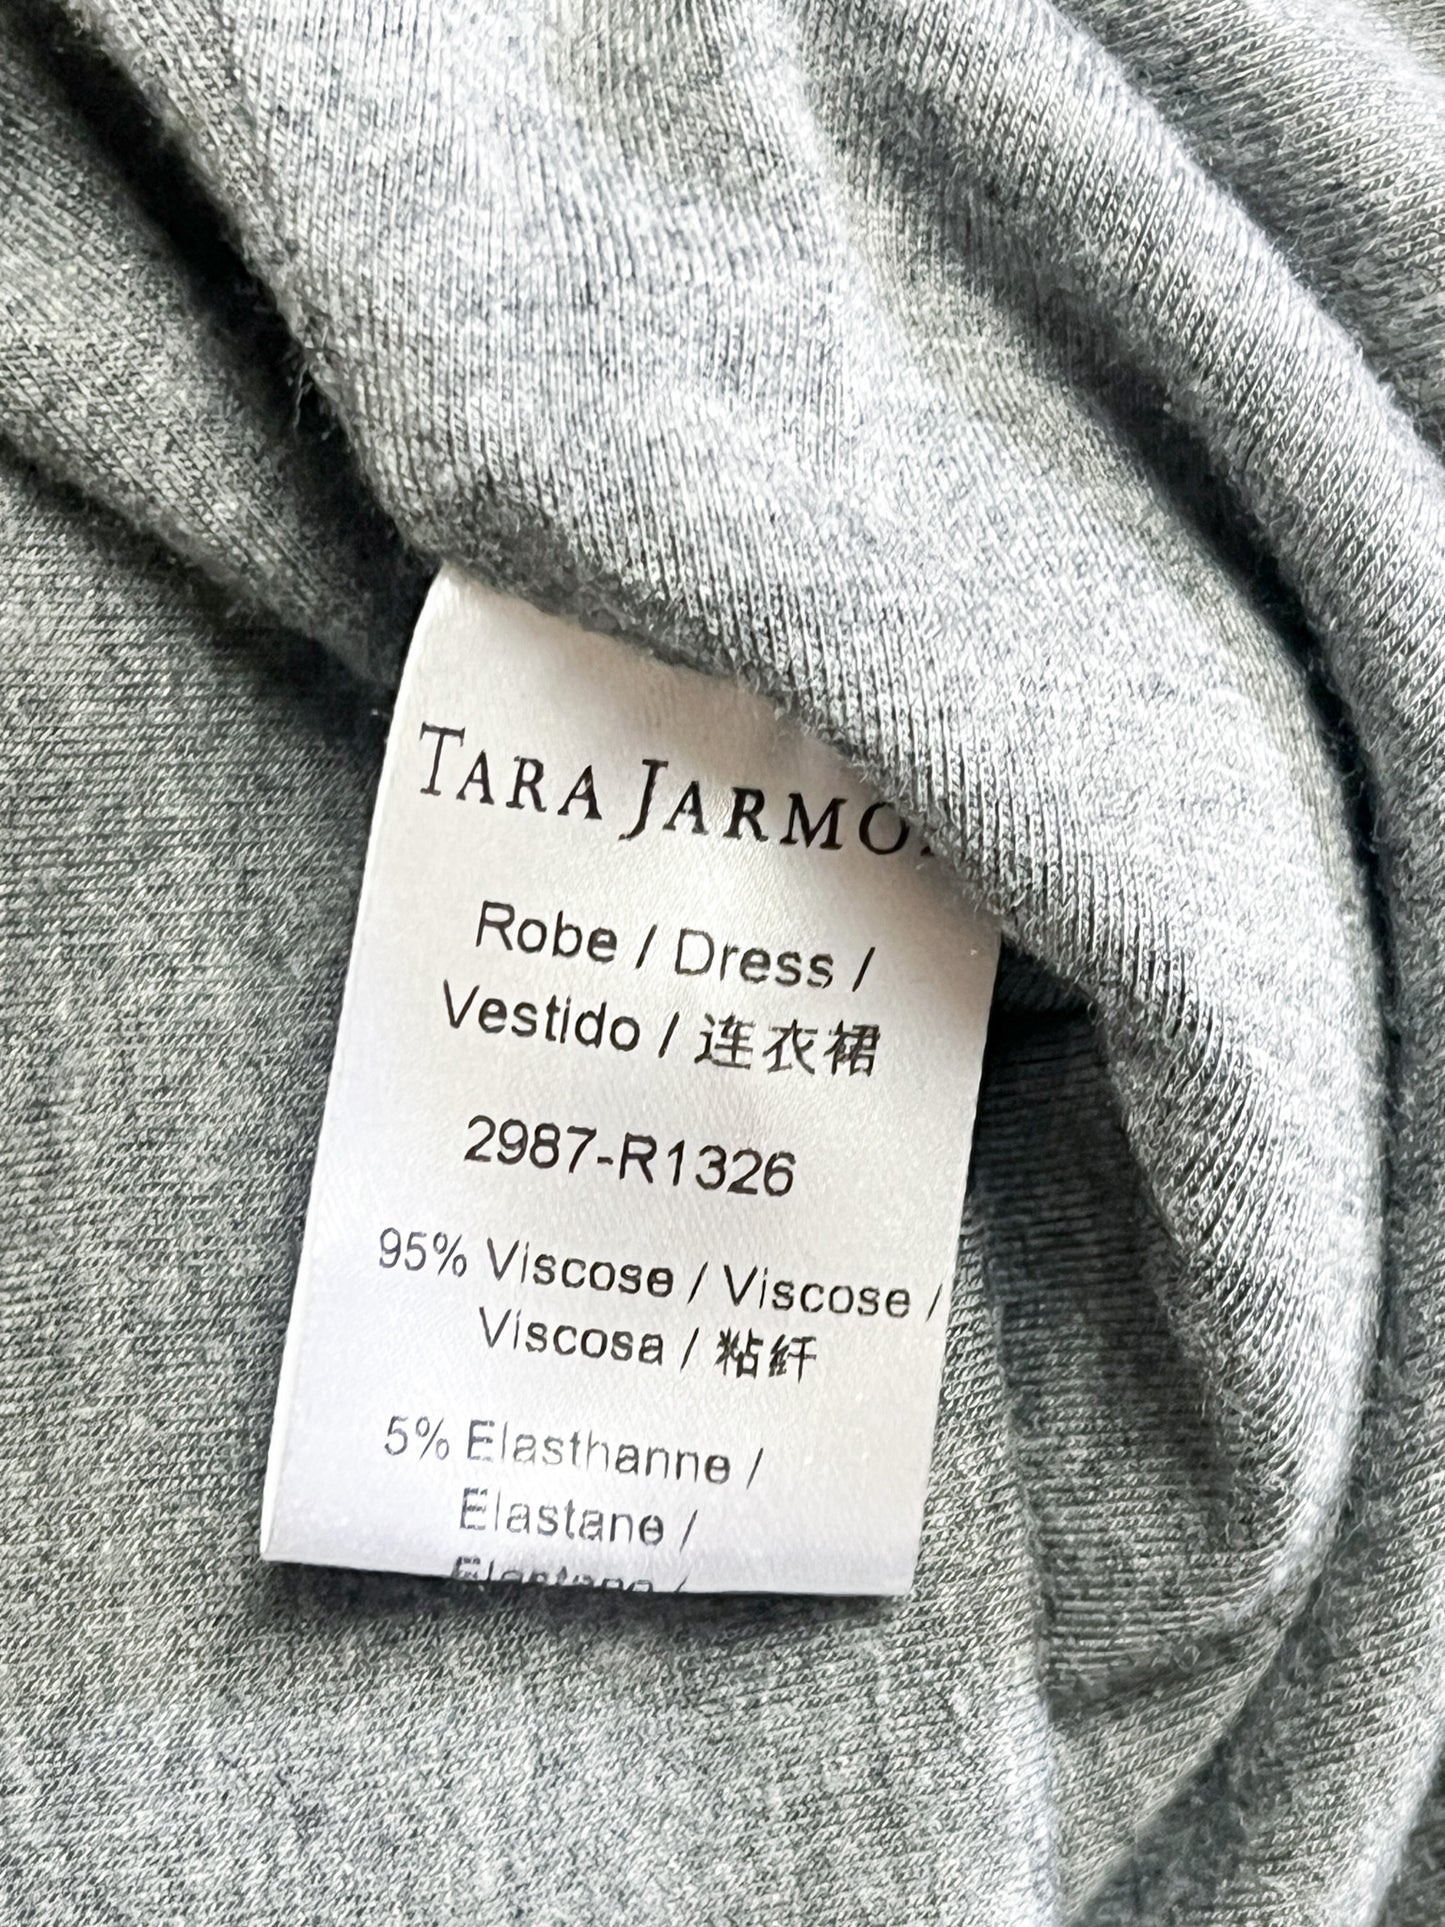 TARA JARMO
Robe / Dress /
Vestido / 连衣裙
2987-R1326
95% Viscose / Viscose /
Viscosa / 粘纤
5% Elasthanne /
Elastane /